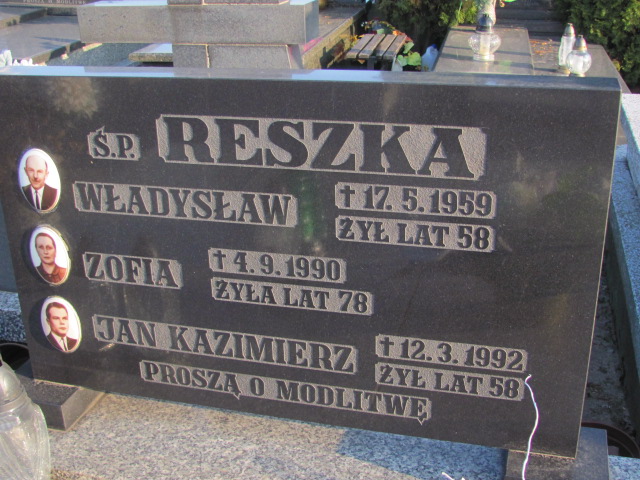 Ś.P. RESZKA
WŁADYSŁAW † 17. 5. 1959
ŻYŁ LAT 58
ZOFIA † 4. 9. 1990
ŻYŁA LAT 78
JAN KAZIMIERZ † 12. 3. 1992
ŻYŁ LAT 58
PROSZĄ O MODLITWĘ